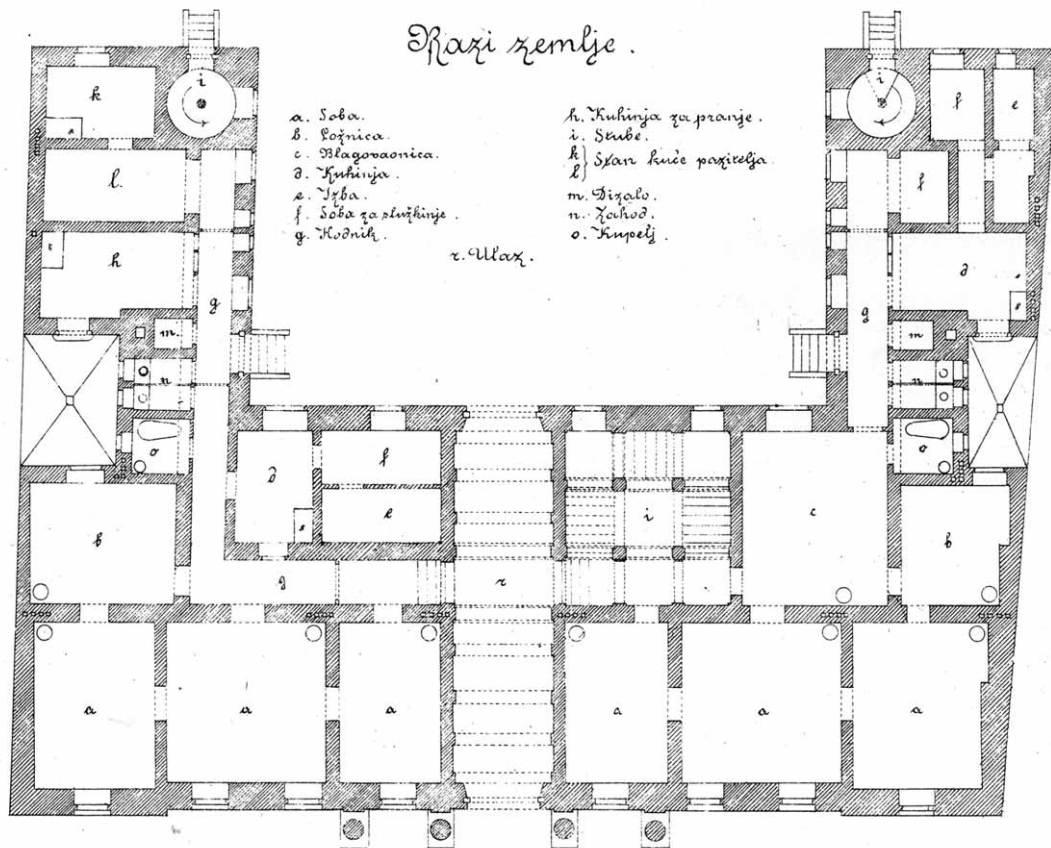 Razi zemlje.
a. Soba.
b. Ložnica.
c. Blagovaonica.
d. Kuhinja.
e. Izba.
f. Soba za služkinje.
g. Hodnik.
h. Kuhinja za pranje.
i. Stube.
k
l } Stan kuće pazitelja
m. Dizalo.
n. Zahod.
o. Kupelj
r. Ulaz.
k
i
l.
h
g
m
n
o
b
d
s
f
e
g
r
i
c
a
a
a
a
a
a
i
f
e
f
d
s
g
m
n
o
b